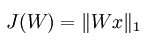 J(W) = ‖Wx‖₁